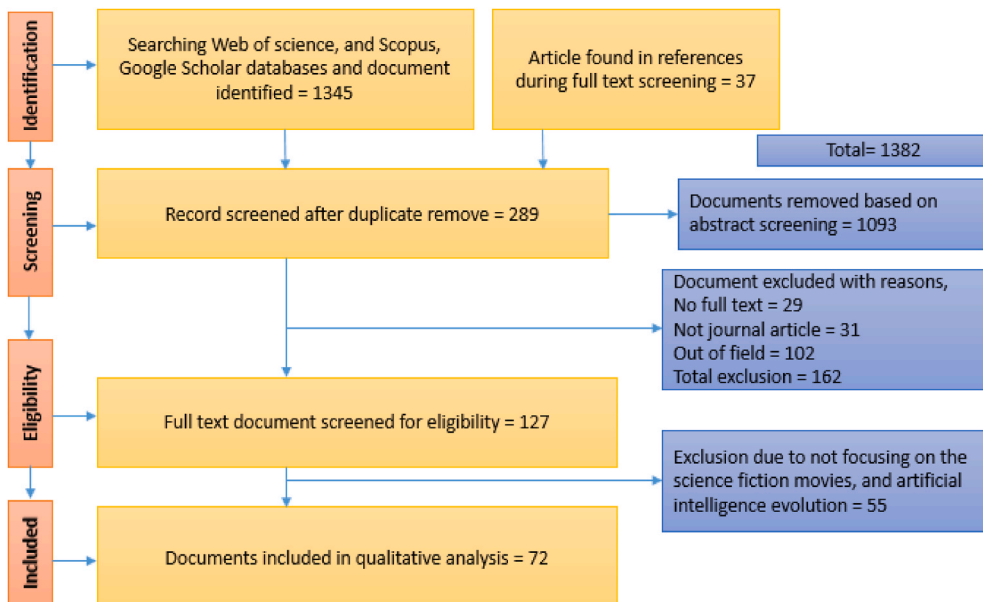 Identification
Searching Web of science, and Scopus,
Google Scholar databases and document
identified = 1345
Article found in references
during full text screening = 37
Total= 1382
Screening
Record screened after duplicate remove = 289
Documents removed based on
abstract screening = 1093
Document excluded with reasons,
No full text = 29
Not journal article = 31
Out of field = 102
Total exclusion = 162
Eligibility
Full text document screened for eligibility = 127
Exclusion due to not focusing on the
science fiction movies, and artificial
intelligence evolution = 55
Included
Documents included in qualitative analysis = 72